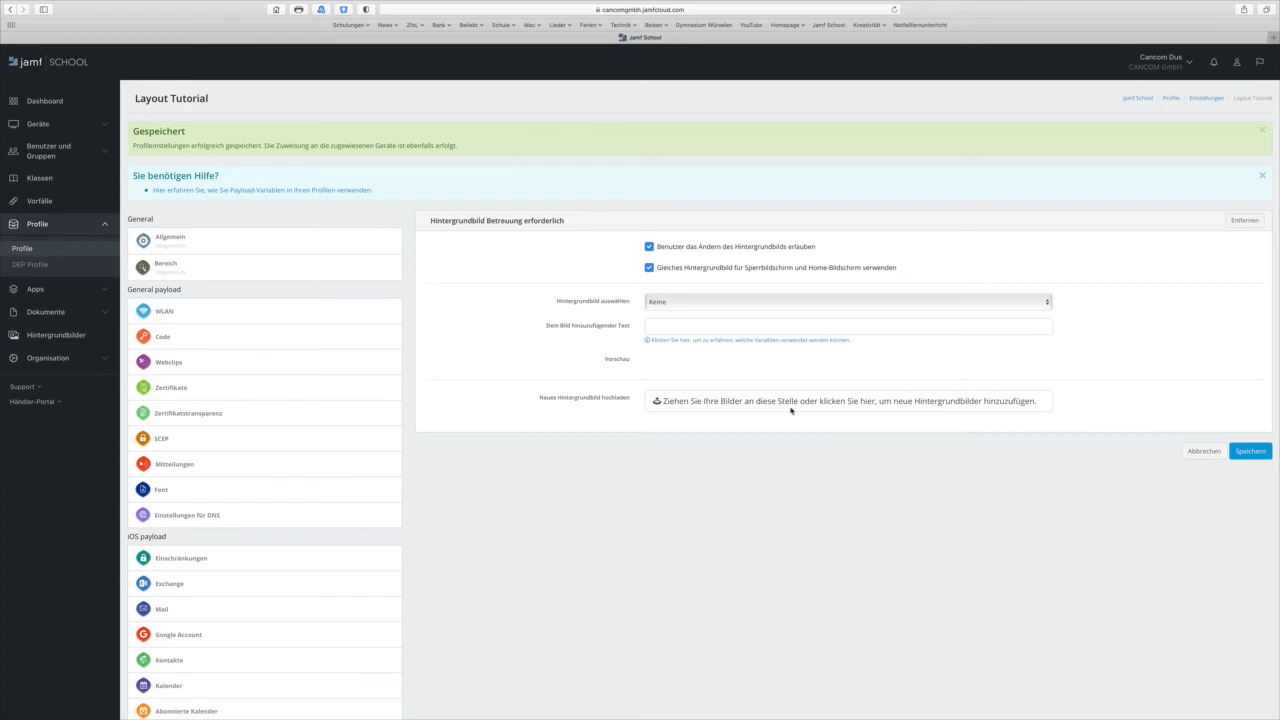 cancomgmbh.jamfcloud.com
Schulungen
News
ZfsL
Bank
Beliebt
Schule
Mac
Lieder
Ferien
Technik
Reisen
Gymnasium Würselen
YouTube
Homepage
Jamf School
Kreativität
Notfallfernunterricht
Jamf School
jamf | SCHOOL
Cancom Dus
CANCOM GmbH
Dashboard
Geräte
Benutzer und
Gruppen
Klassen
Vorfälle
Profile
Profile
DEP Profile
Apps
Dokumente
Hintergrundbilder
Organisation
Support
Händler-Portal
Layout Tutorial
Jamf School
Profile
Einstellungen
Layout Tutorial
Gespeichert
Profileinstellungen erfolgreich gespeichert. Die Zuweisung an die zugewiesenen Geräte ist ebenfalls erfolgt.
Sie benötigen Hilfe?
Hier erfahren Sie, wie Sie Payload-Variablen in Ihren Profilen verwenden.
General
Allgemein
Obligatorisch
Bereich
Obligatorisch
General payload
WLAN
Code
Webclips
Zertifikate
Zertifikatstransparenz
SCEP
Mitteilungen
Font
Einstellungen für DNS
iOS payload
Einschränkungen
Exchange
Mail
Google Account
Kontakte
Kalender
Abonnierte Kalender
Hintergrundbild Betreuung erforderlich
Entfernen
Benutzer das Ändern des Hintergrundbilds erlauben
Gleiches Hintergrundbild für Sperrbildschirm und Home-Bildschirm verwenden
Hintergrundbild auswählen
Keine
Dem Bild hinzuzufügender Text
Klicken Sie hier, um zu erfahren, welche Variablen verwendet werden können.
Vorschau
Neues Hintergrundbild hochladen
Ziehen Sie Ihre Bilder an diese Stelle oder klicken Sie hier, um neue Hintergrundbilder hinzuzufügen.
Abbrechen
Speichern